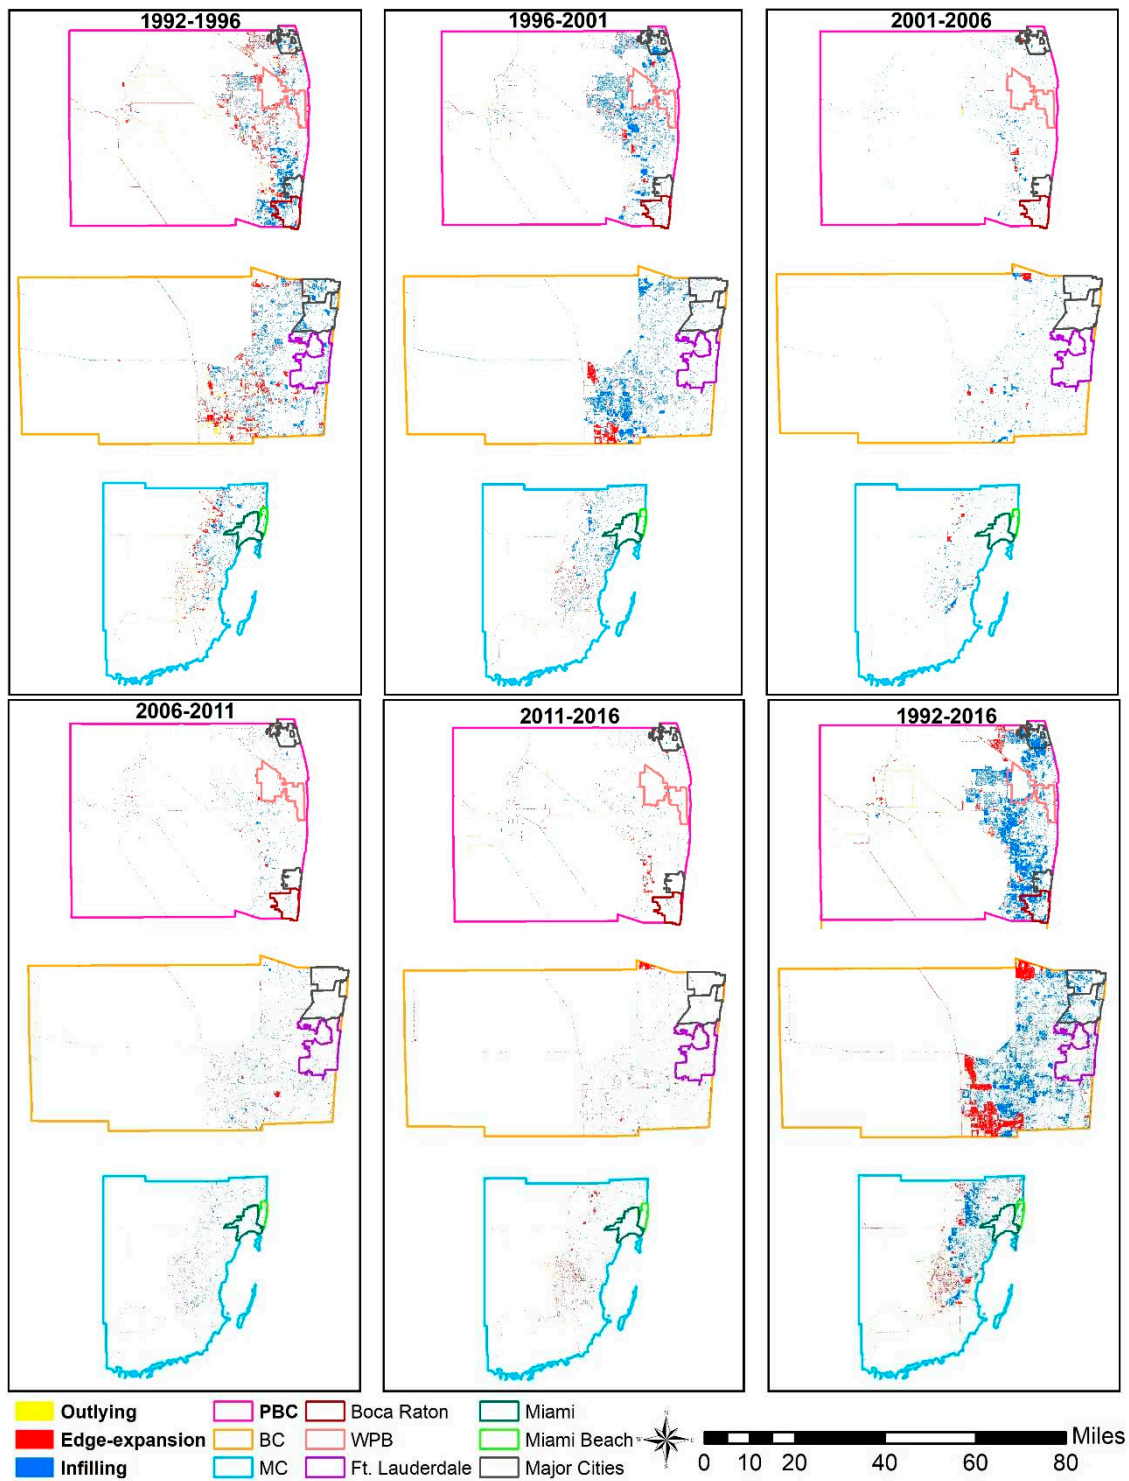 1992-1996
1996-2001
2001-2006
2006-2011
2011-2016
1992-2016
Outlying
Edge-expansion
Infilling
PBC
BC
MC
Boca Raton
WPB
Ft. Lauderdale
Miami
Miami Beach
Major Cities
N
Miles
0 10 20 40 60 80